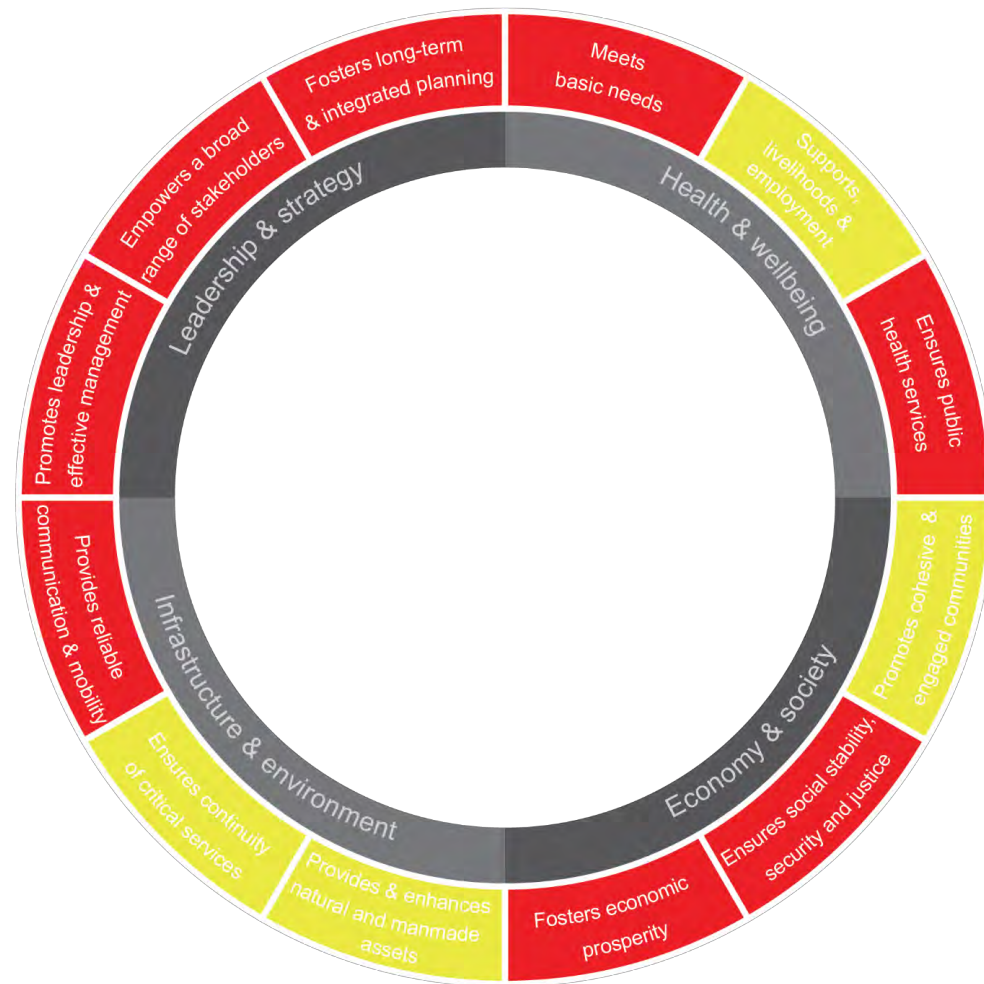 Meets
basic needs
Supports,
livelihoods &
employment
Ensures public
health services
Promotes cohesive &
engaged communities
Ensures social stability,
security and justice
Fosters economic
prosperity
Provides & enhances
natural and manmade
assets
Ensures continuity
of critical services
Provides reliable
communication & mobility
Promotes leadership &
effective management
Empowers a broad
range of stakeholders
Fosters long-term
& integrated planning
Health & wellbeing
Economy & society
Infrastructure & environment
Leadership & strategy